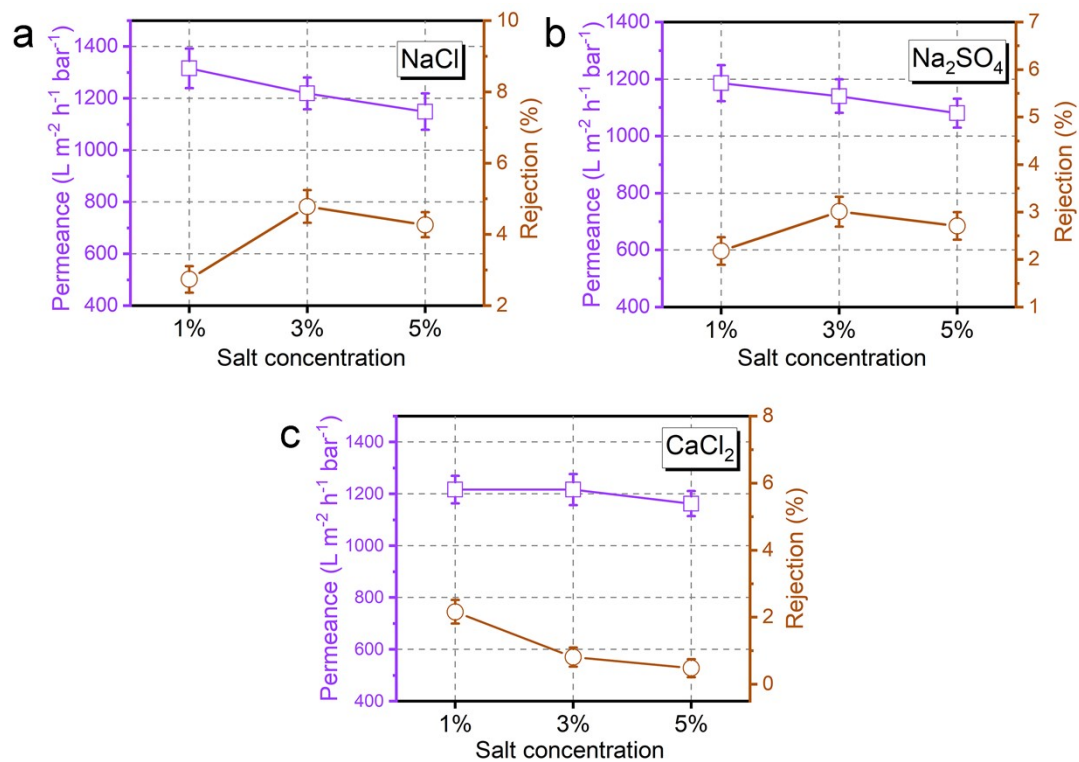 a
NaCl
Permeance (L m⁻² h⁻¹ bar⁻¹)
1400
1200
1000
800
600
400
10
8
6
4
2
Rejection (%)
1% 3% 5%
Salt concentration
b
Na₂SO₄
Permeance (L m⁻² h⁻¹ bar⁻¹)
1400
1200
1000
800
600
400
7
6
5
4
3
2
1
Rejection (%)
1% 3% 5%
Salt concentration
c
CaCl₂
Permeance (L m⁻² h⁻¹ bar⁻¹)
1400
1200
1000
800
600
400
8
6
4
2
0
Rejection (%)
1% 3% 5%
Salt concentration